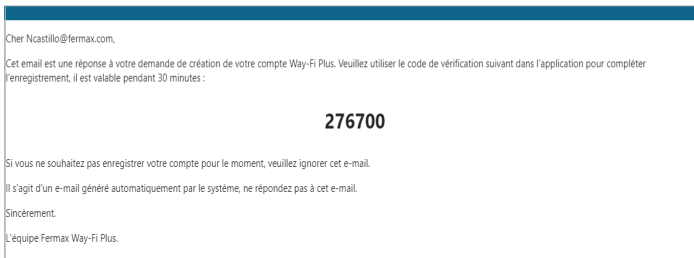 Cher Ncastillo@fermax.com,
Cet email est une réponse à votre demande de création de votre compte Way-Fi Plus. Veuillez utiliser le code de vérification suivant dans l'application pour compléter
l'enregistrement, il est valable pendant 30 minutes :
276700
Si vous ne souhaitez pas enregistrer votre compte pour le moment, veuillez ignorer cet e-mail.
Il s'agit d'un e-mail généré automatiquement par le système, ne répondez pas à cet e-mail.
Sincèrement.
L'équipe Fermax Way-Fi Plus.